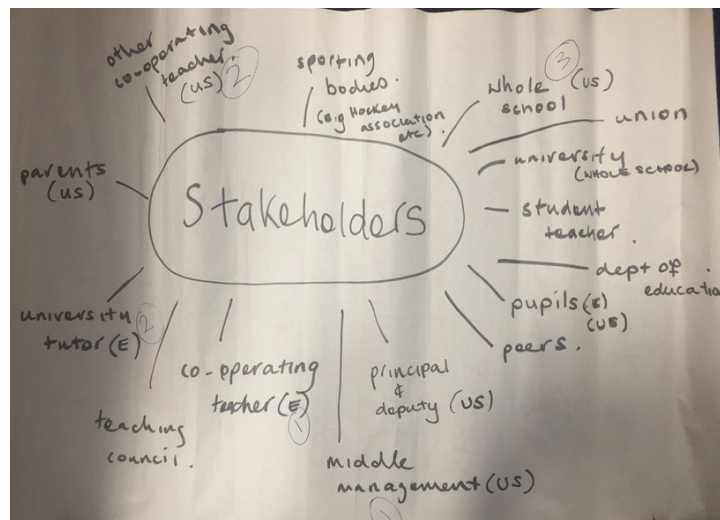 other
co-operating
teacher.
(US) 2
sporting
bodies.
(e.g Hockey
association
etc).
3
whole (US)
school
union
university
(WHOLE SCHOOL)
student
teacher.
dept of
education
pupils (E)
(US)
peers.
principal
&
deputy (US)
middle
management (US)
co-operating
teacher (E)
1
teaching
council.
university
tutor (E) 2
parents
(US)
Stakeholders